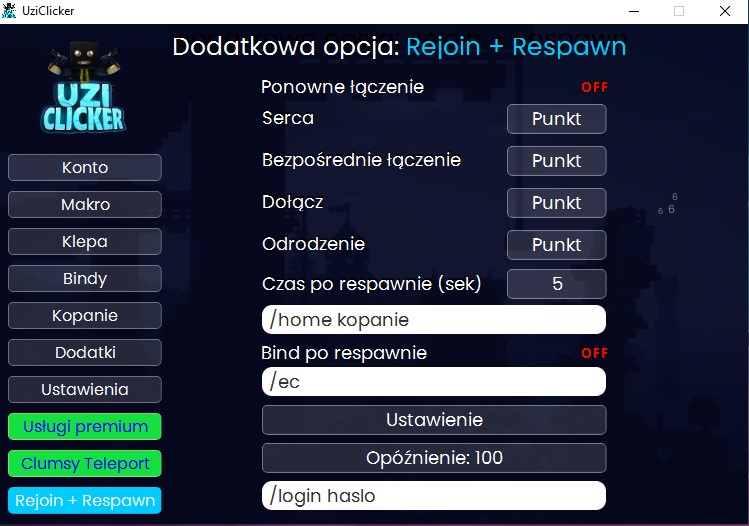 UziClicker
UZI
CLICKER
Konto
Makro
Klepa
Bindy
Kopanie
Dodatki
Ustawienia
Usługi premium
Clumsy Teleport
Rejoin + Respawn
Dodatkowa opcja: Rejoin + Respawn
Ponowne łączenie OFF
Serca Punkt
Bezpośrednie łączenie Punkt
Dołącz Punkt
Odrodzenie Punkt
Czas po respawnie (sek) 5
/home kopanie
Bind po respawnie OFF
/ec
Ustawienie
Opóźnienie: 100
/login haslo
6
6 6